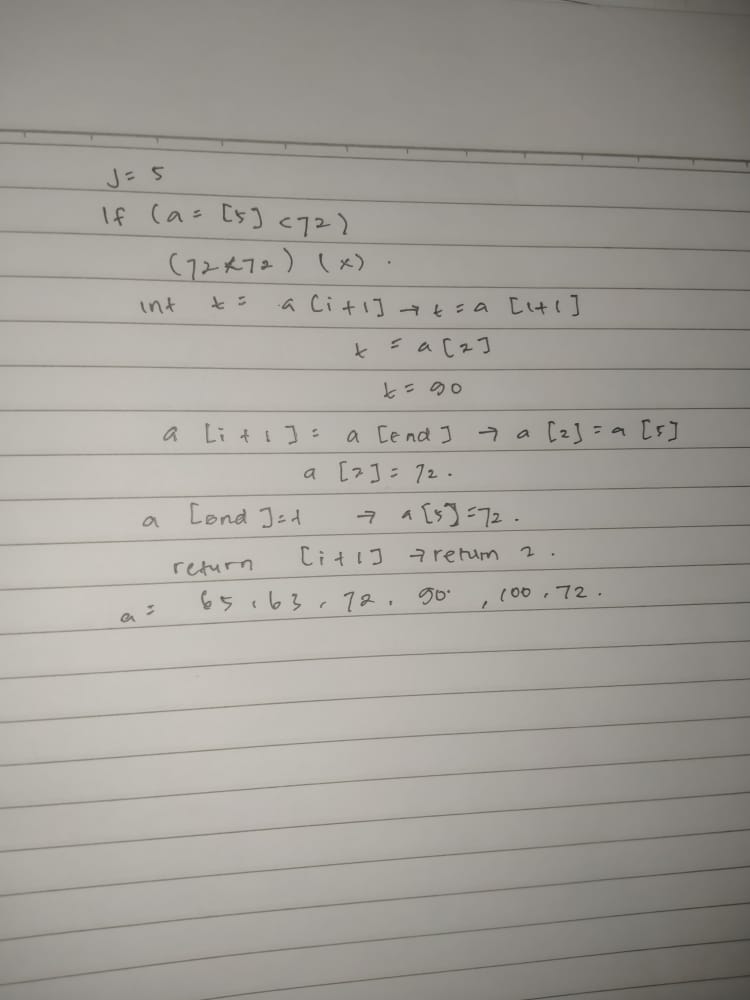 J = 5
If (a = [5] < 72)
(72 < 72) (x).
int t = a [i+1] → t = a [1+1]
t = a [2]
t = 90
a [i+1] = a [end] → a [2] = a [5]
a [2] = 72.
a [end] = t → a [5] = 72.
return [i+1] → return 2.
a = 65, 63, 72, 90, 100, 72.